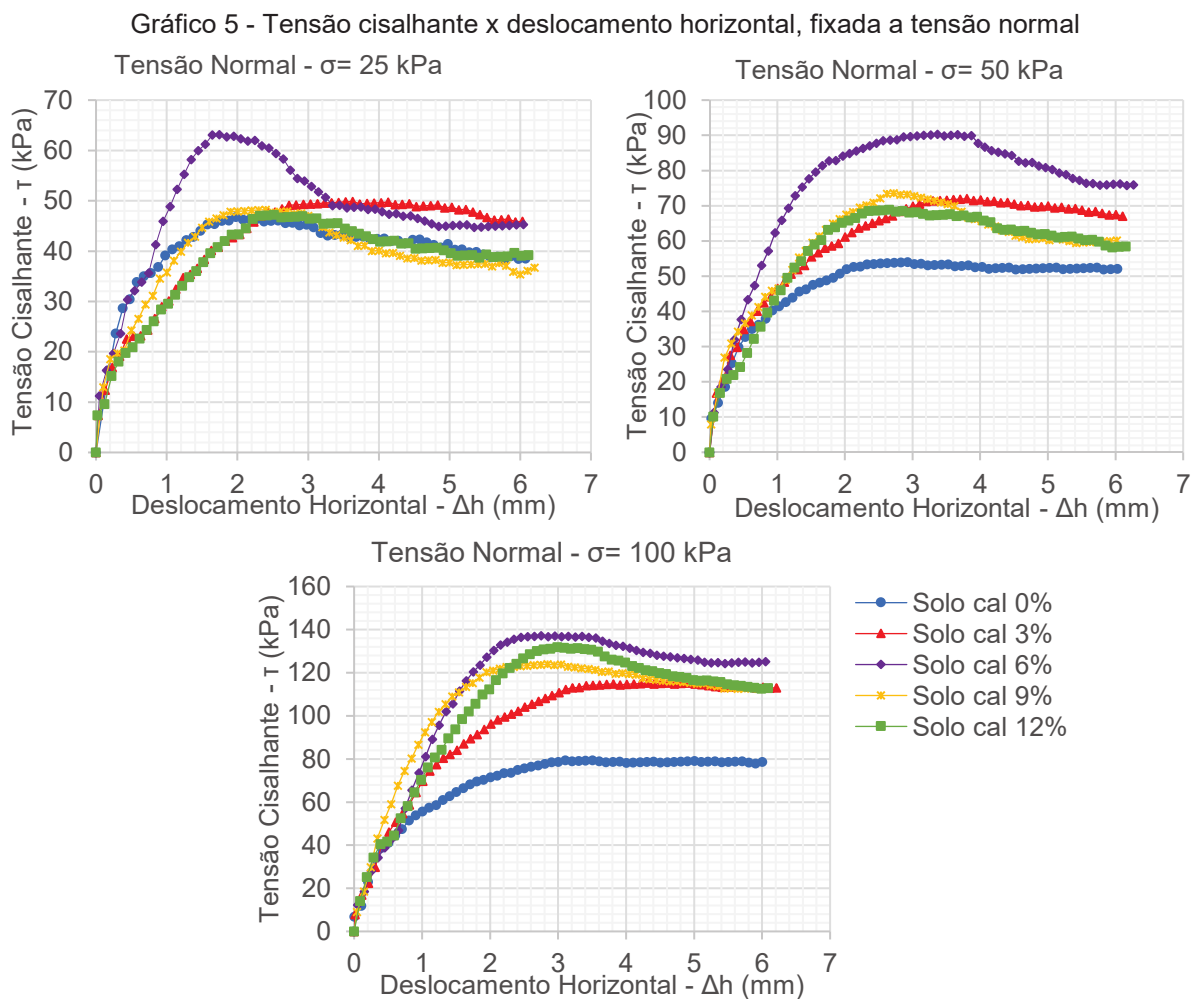 Gráfico 5 - Tensão cisalhante x deslocamento horizontal, fixada a tensão normal
Tensão Normal - σ= 25 kPa
Tensão Cisalhante - τ (kPa)
70
60
50
40
30
20
10
0
0 1 2 3 4 5 6 7
Deslocamento Horizontal - Δh (mm)
Tensão Normal - σ= 50 kPa
Tensão Cisalhante - τ (kPa)
100
90
80
70
60
50
40
30
20
10
0
0 1 2 3 4 5 6 7
Deslocamento Horizontal - Δh (mm)
Tensão Normal - σ= 100 kPa
Tensão Cisalhante - τ (kPa)
160
140
120
100
80
60
40
20
0
0 1 2 3 4 5 6 7
Deslocamento Horizontal - Δh (mm)
Solo cal 0%
Solo cal 3%
Solo cal 6%
Solo cal 9%
Solo cal 12%